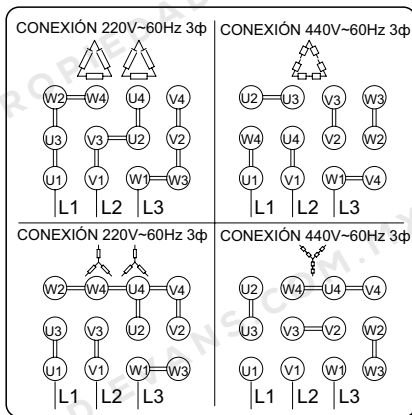 CONEXIÓN 220V~60Hz 3ф
W2 W4 U4 V4
U3 V3 U2 V2
U1 V1 W1 W3
L1 L2 L3
CONEXIÓN 440V~60Hz 3ф
U2 U3 V3 W3
W4 U4 V2 W2
U1 V1 W1 V4
L1 L2 L3
CONEXIÓN 220V~60Hz 3ф
W2 W4 U4 V4
U3 V3 U2 V2
U1 V1 W1 W3
L1 L2 L3
CONEXIÓN 440V~60Hz 3ф
U2 W4 U4 V4
U3 V3 V2 W2
U1 V1 W1 W3
L1 L2 L3